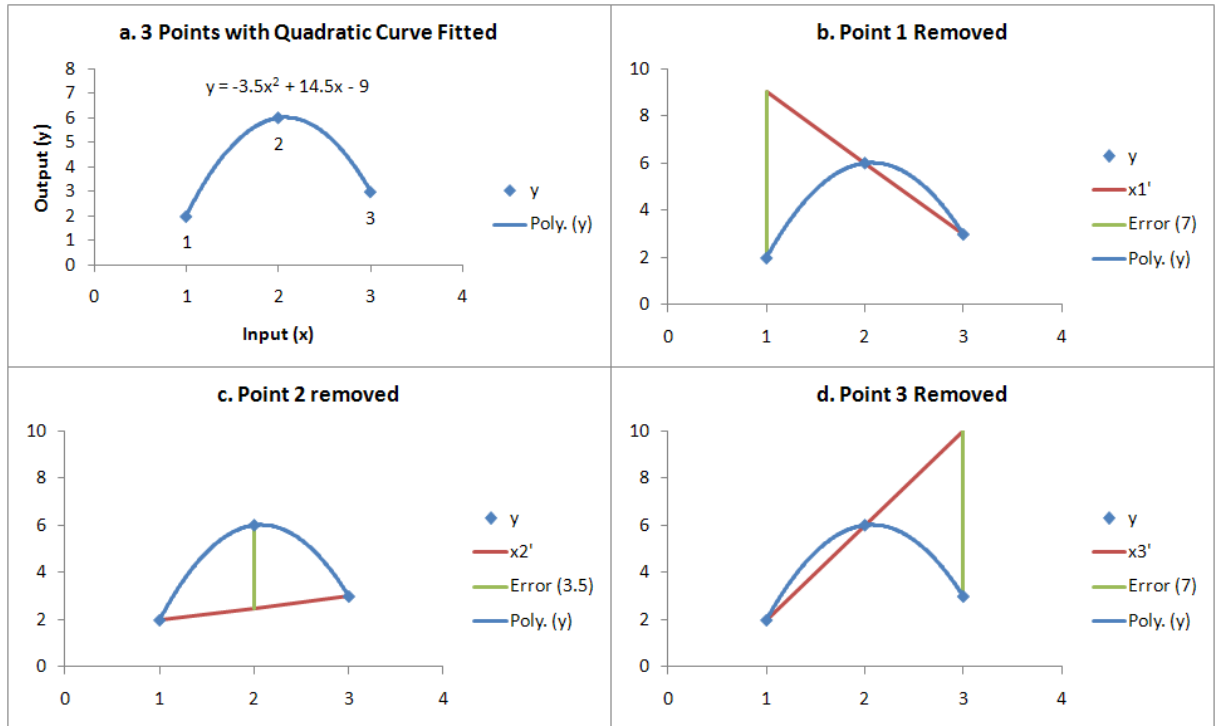 a. 3 Points with Quadratic Curve Fitted
y = -3.5x² + 14.5x - 9
8
7
6
5
4
3
2
1
0
Output (y)
1
2
3
y
Poly. (y)
0 1 2 3 4
Input (x)
b. Point 1 Removed
10
8
6
4
2
0
y
x1'
Error (7)
Poly. (y)
0 1 2 3 4
c. Point 2 removed
10
8
6
4
2
0
y
x2'
Error (3.5)
Poly. (y)
0 1 2 3 4
d. Point 3 Removed
10
8
6
4
2
0
y
x3'
Error (7)
Poly. (y)
0 1 2 3 4